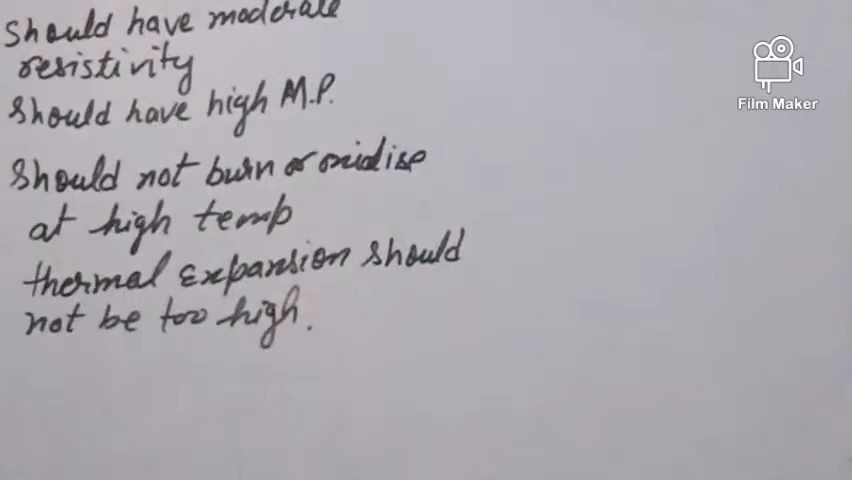 should have moderate
resistivity
should have high M.P.
should not burn or oxidise
at high temp
thermal expansion should
not be too high.
Film Maker